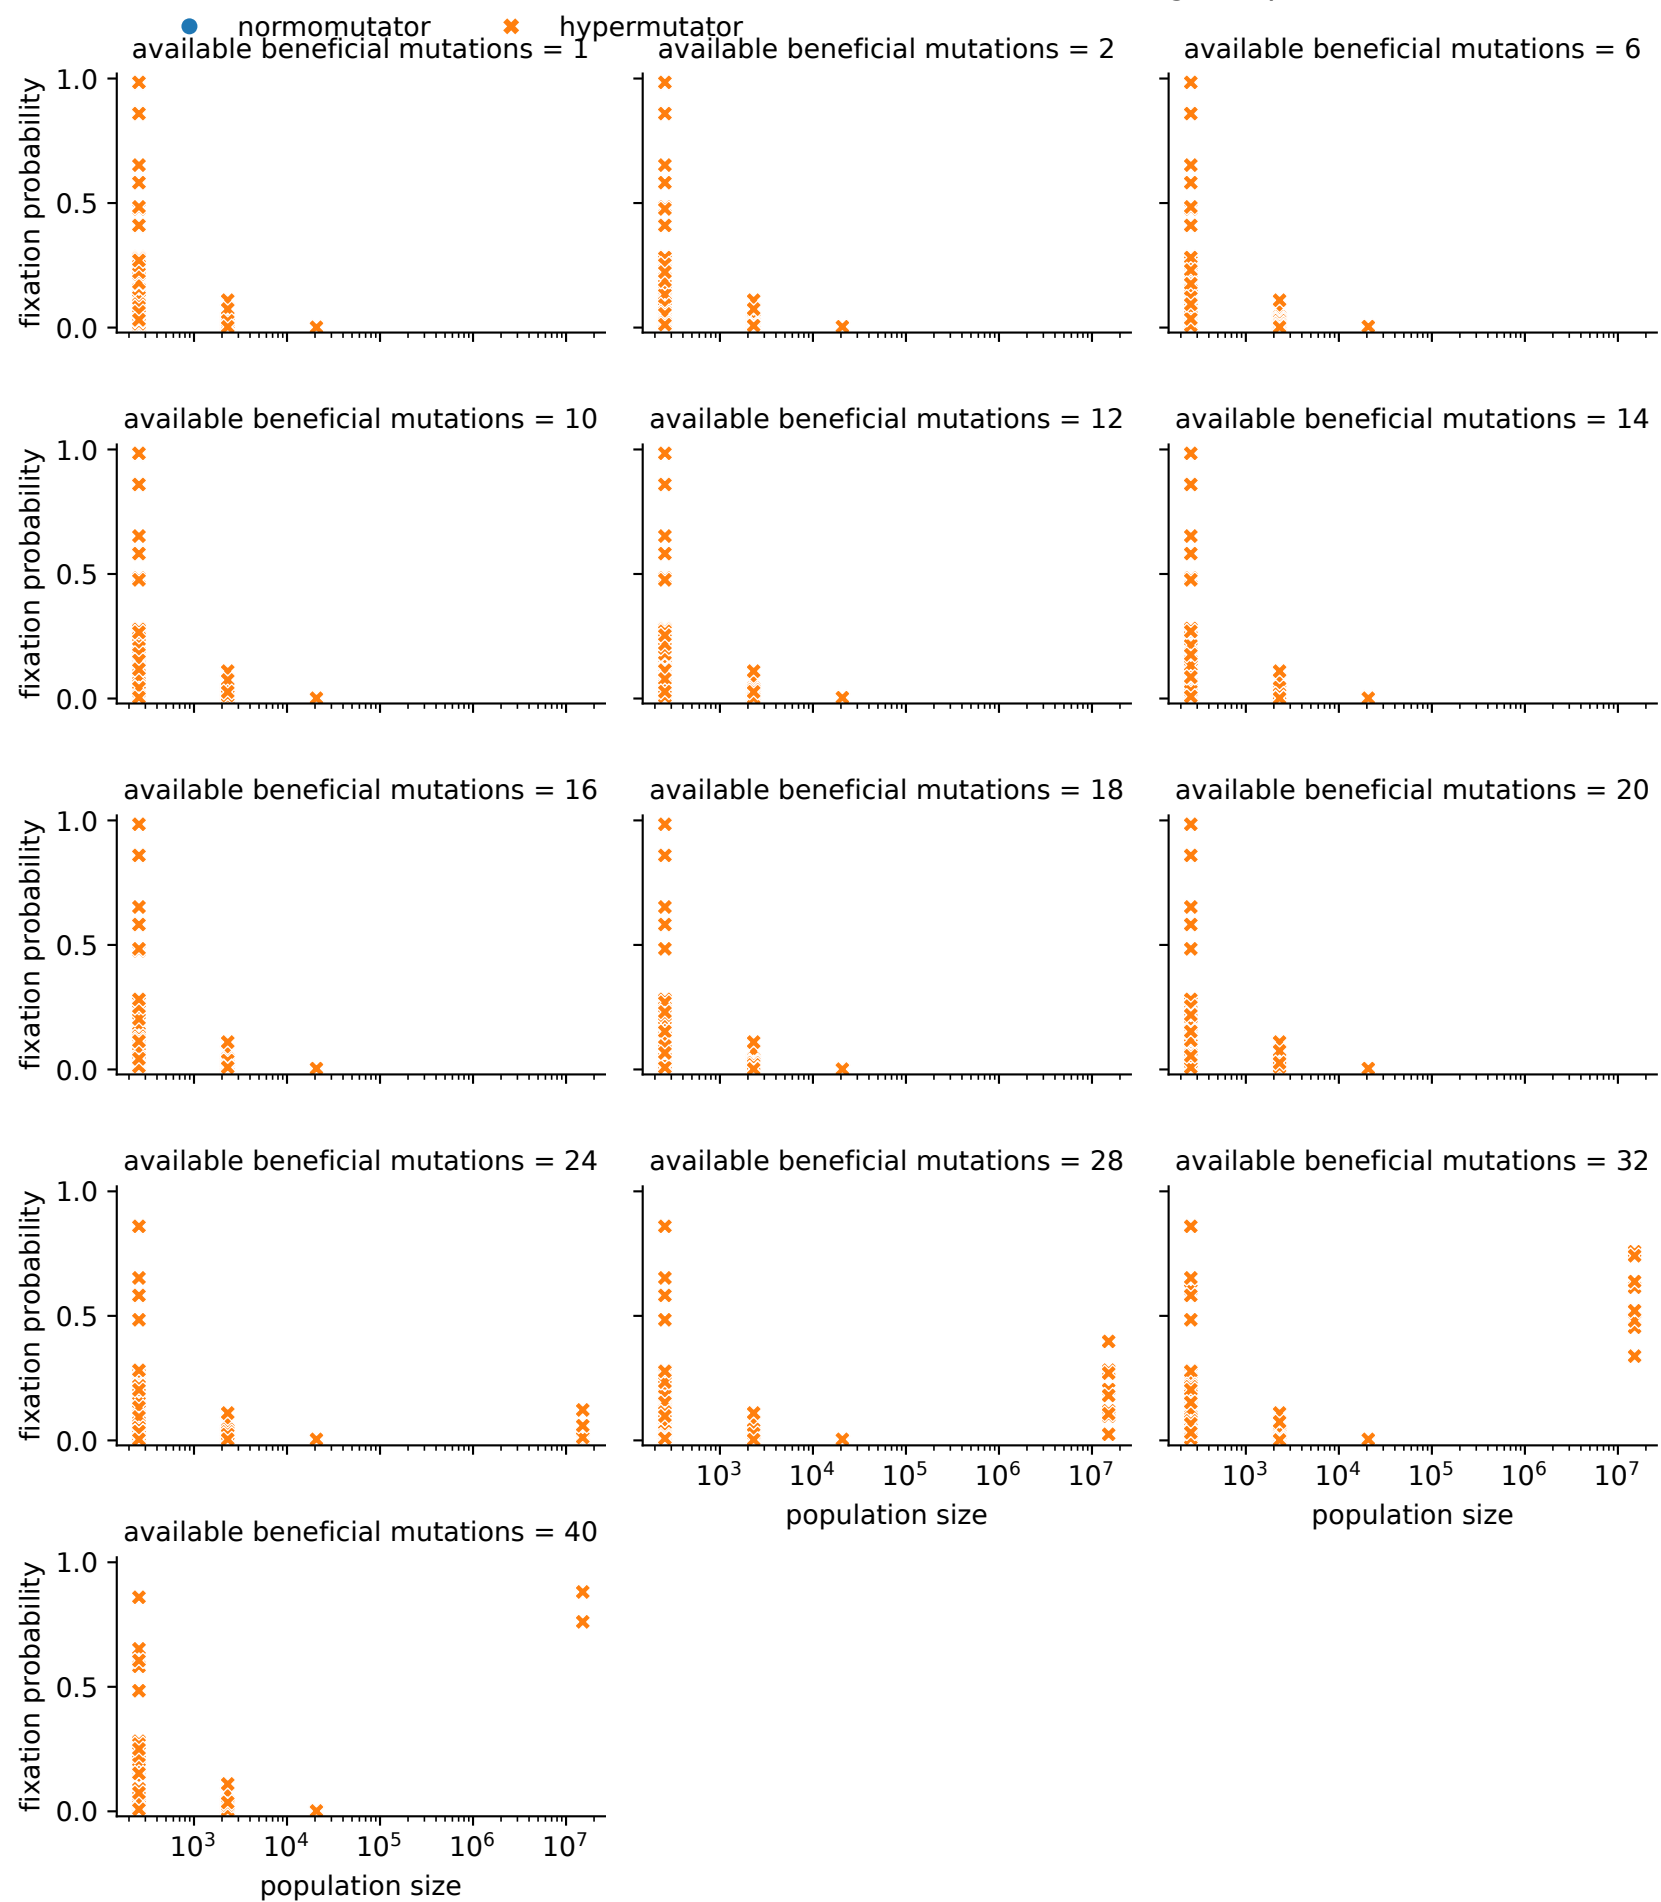 normomutator hypermutator
available beneficial mutations = 1 available beneficial mutations = 2 available beneficial mutations = 6
fixation probability
1.0
0.5
0.0
available beneficial mutations = 10 available beneficial mutations = 12 available beneficial mutations = 14
fixation probability
1.0
0.5
0.0
available beneficial mutations = 16 available beneficial mutations = 18 available beneficial mutations = 20
fixation probability
1.0
0.5
0.0
available beneficial mutations = 24 available beneficial mutations = 28 available beneficial mutations = 32
fixation probability
1.0
0.5
0.0
10³ 10⁴ 10⁵ 10⁶ 10⁷ 10³ 10⁴ 10⁵ 10⁶ 10⁷
population size population size
available beneficial mutations = 40
fixation probability
1.0
0.5
0.0
10³ 10⁴ 10⁵ 10⁶ 10⁷
population size